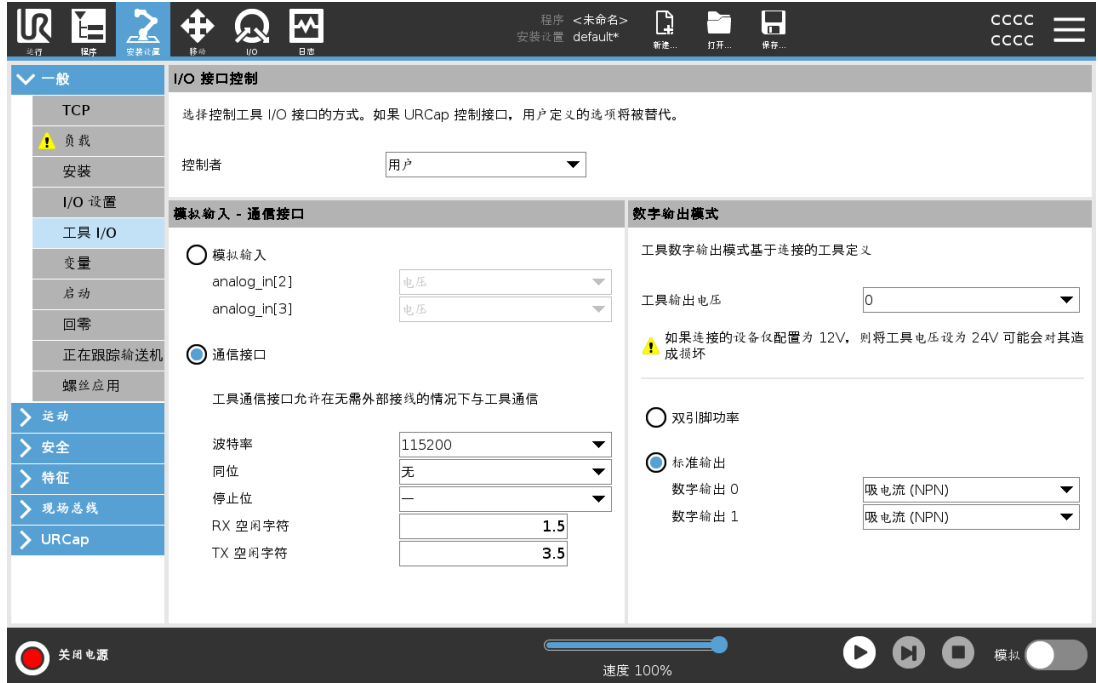 程序 <未命名>
安装设置 default*
运行 程序 安装设置 移动 I/O 日志 新建... 打开... 保存...
CCCC
CCCC
一般
TCP
负载
安装
I/O 设置
工具 I/O
变量
启动
回零
正在跟踪输送机
螺丝应用
运动
安全
特征
现场总线
URCap
I/O 接口控制
选择控制工具 I/O 接口的方式。如果 URCap 控制接口，用户定义的选项将被替代。
控制者 用户
模拟输入 - 通信接口
模拟输入
analog_in[2] 电压
analog_in[3] 电压
通信接口
工具通信接口允许在无需外部接线的情况下与工具通信
波特率 115200
同位 无
停止位 一
RX 空闲字符 1.5
TX 空闲字符 3.5
数字输出模式
工具数字输出模式基于连接的工具定义
工具输出电压 0
如果连接的设备仅配置为 12V，则将工具电压设为 24V 可能会对其造
成损坏
双引脚功率
标准输出
数字输出 0 吸电流 (NPN)
数字输出 1 吸电流 (NPN)
关闭电源
速度 100%
模拟